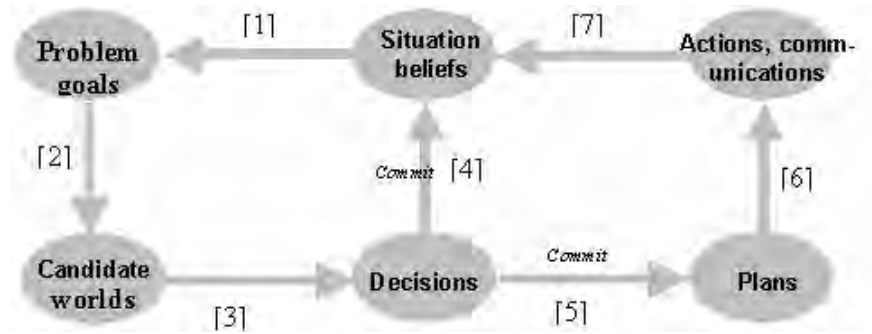 [1]
[7]
Problem
goals
Situation
beliefs
Actions, comm-
unications
[2]
Commit [4]
[6]
Candidate
worlds
Decisions
Commit
Plans
[3]
[5]